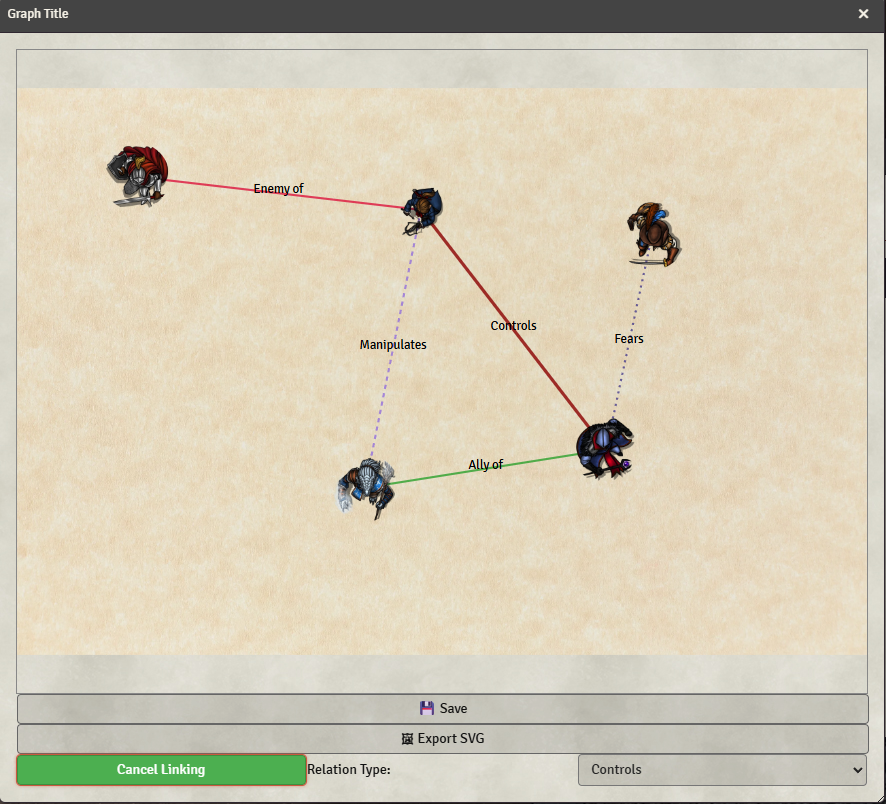 Graph Title ×
Enemy of
Controls
Fears
Manipulates
Ally of
💾 Save
🖼 Export SVG
Cancel Linking
Relation Type:
Controls